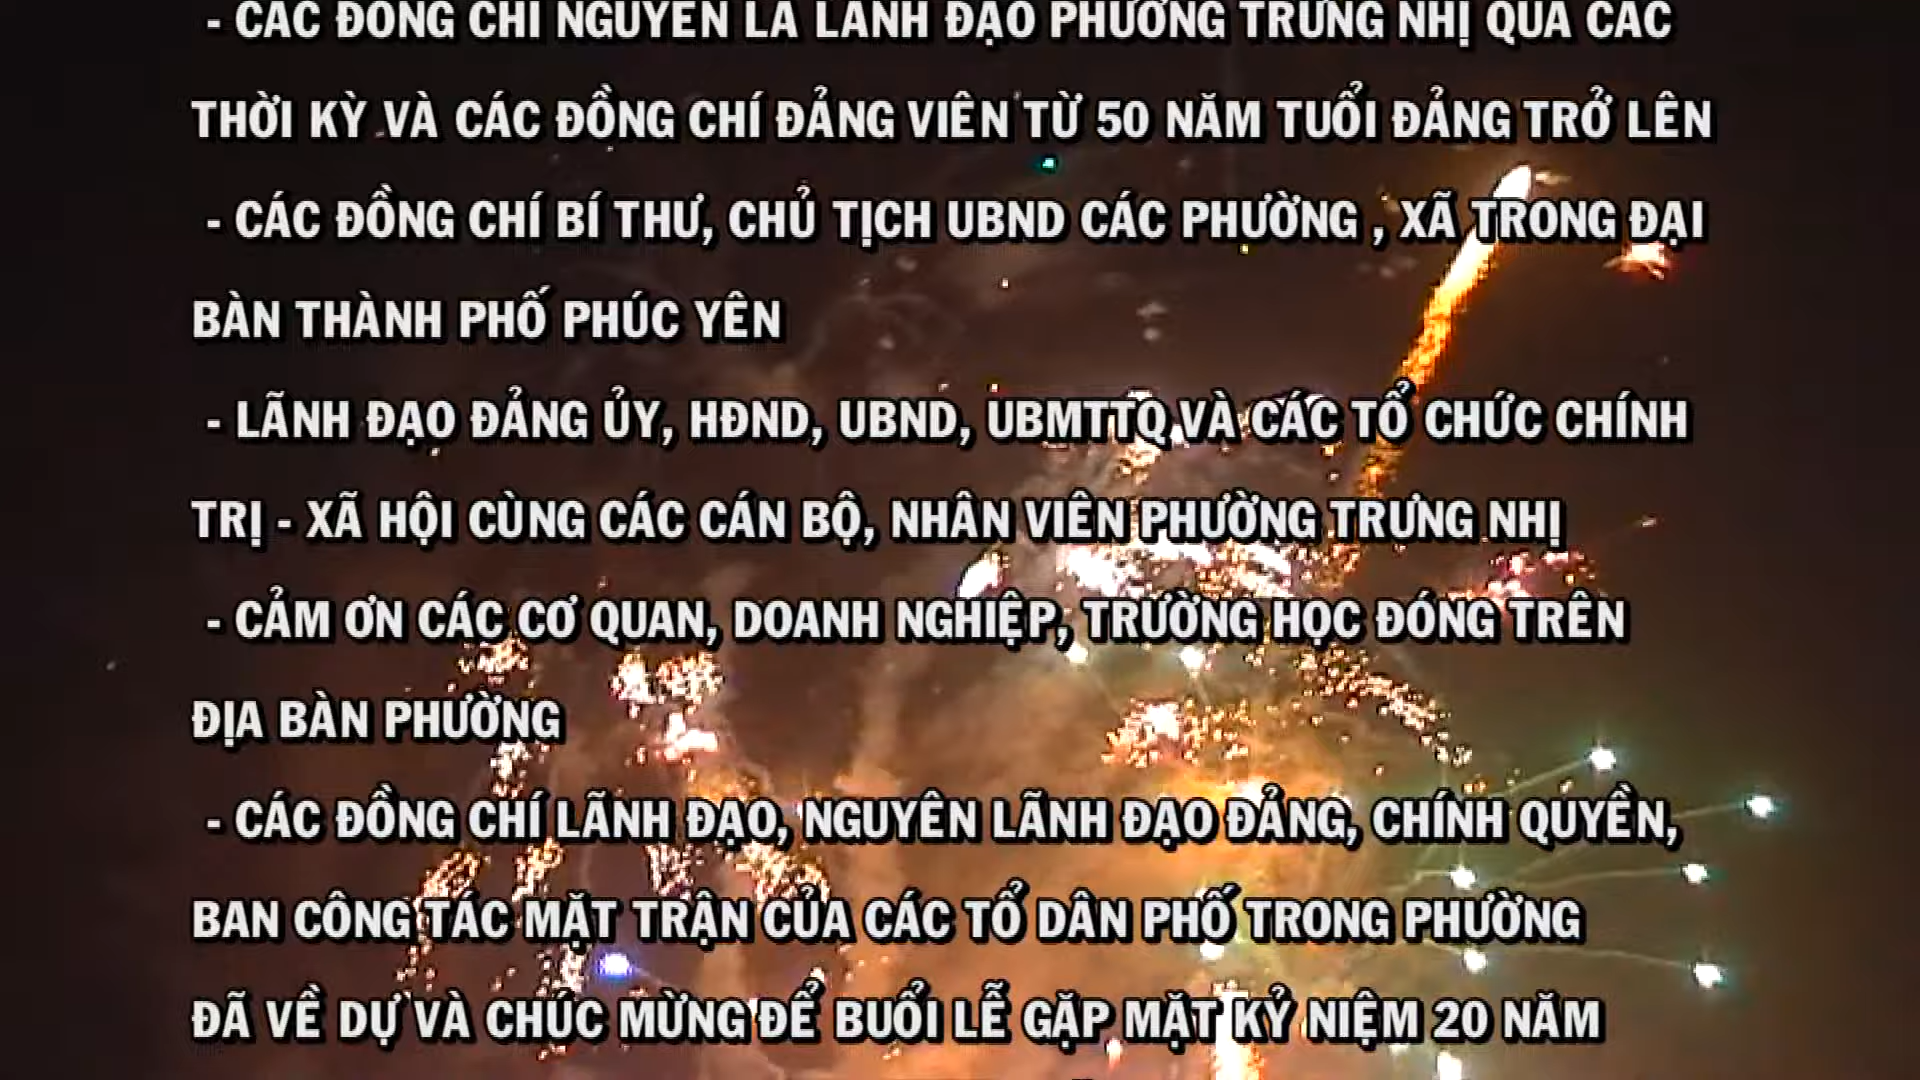 - CÁC ĐỒNG CHÍ NGUYÊN LÀ LÃNH ĐẠO PHƯỜNG TRƯNG NHỊ QUA CÁC
THỜI KỲ VÀ CÁC ĐỒNG CHÍ ĐẢNG VIÊN TỪ 50 NĂM TUỔI ĐẢNG TRỞ LÊN
- CÁC ĐỒNG CHÍ BÍ THƯ, CHỦ TỊCH UBND CÁC PHƯỜNG , XÃ TRONG ĐẠI
BÀN THÀNH PHỐ PHÚC YÊN
- LÃNH ĐẠO ĐẢNG ỦY, HĐND, UBND, UBMTTQ VÀ CÁC TỔ CHỨC CHÍNH
TRỊ - XÃ HỘI CÙNG CÁC CÁN BỘ, NHÂN VIÊN PHƯỜNG TRƯNG NHỊ
- CẢM ƠN CÁC CƠ QUAN, DOANH NGHIỆP, TRƯỜNG HỌC ĐÓNG TRÊN
ĐỊA BÀN PHƯỜNG
- CÁC ĐỒNG CHÍ LÃNH ĐẠO, NGUYÊN LÃNH ĐẠO ĐẢNG, CHÍNH QUYỀN,
BAN CÔNG TÁC MẶT TRẬN CỦA CÁC TỔ DÂN PHỐ TRONG PHƯỜNG
ĐÃ VỀ DỰ VÀ CHÚC MỪNG ĐỂ BUỔI LỄ GẶP MẶT KỶ NIỆM 20 NĂM